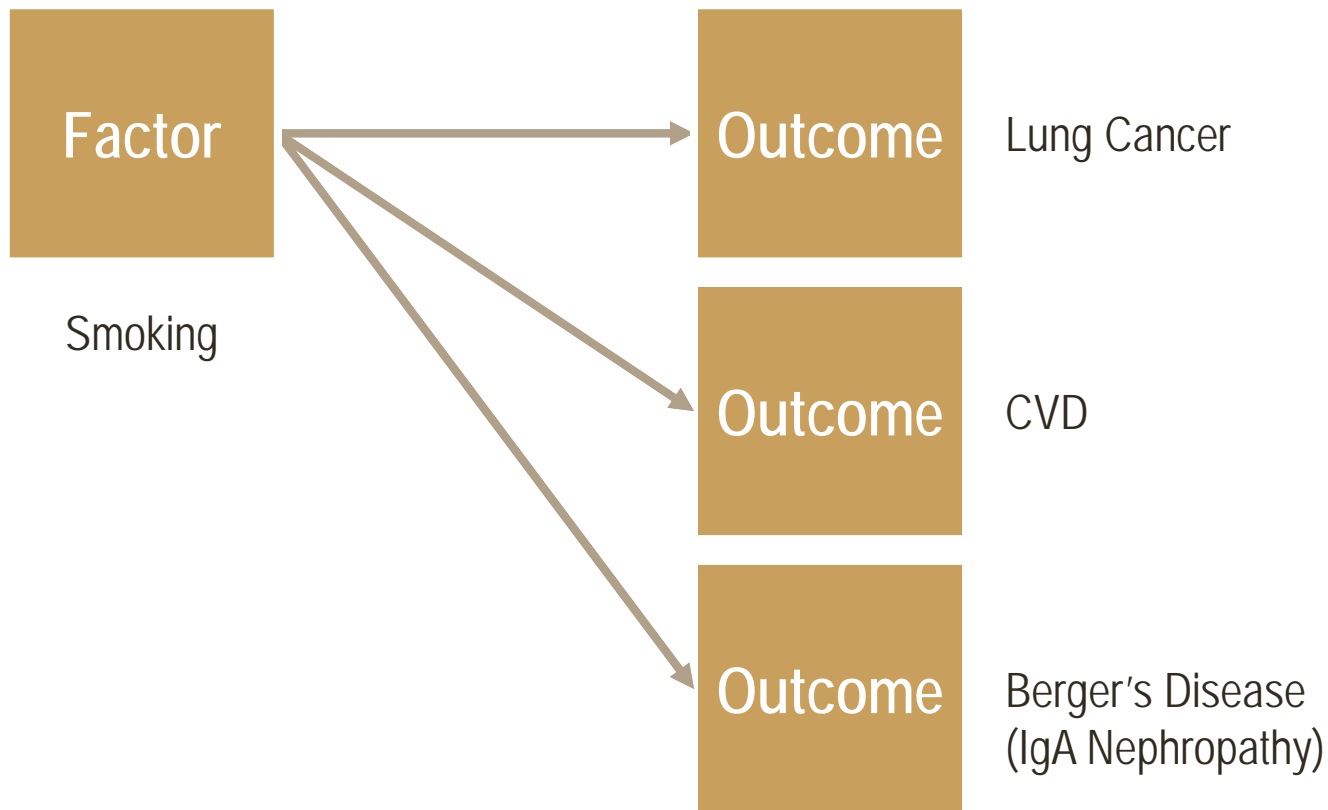 Factor
Outcome
Lung Cancer
Smoking
Outcome
CVD
Outcome
Berger’s Disease
(IgA Nephropathy)